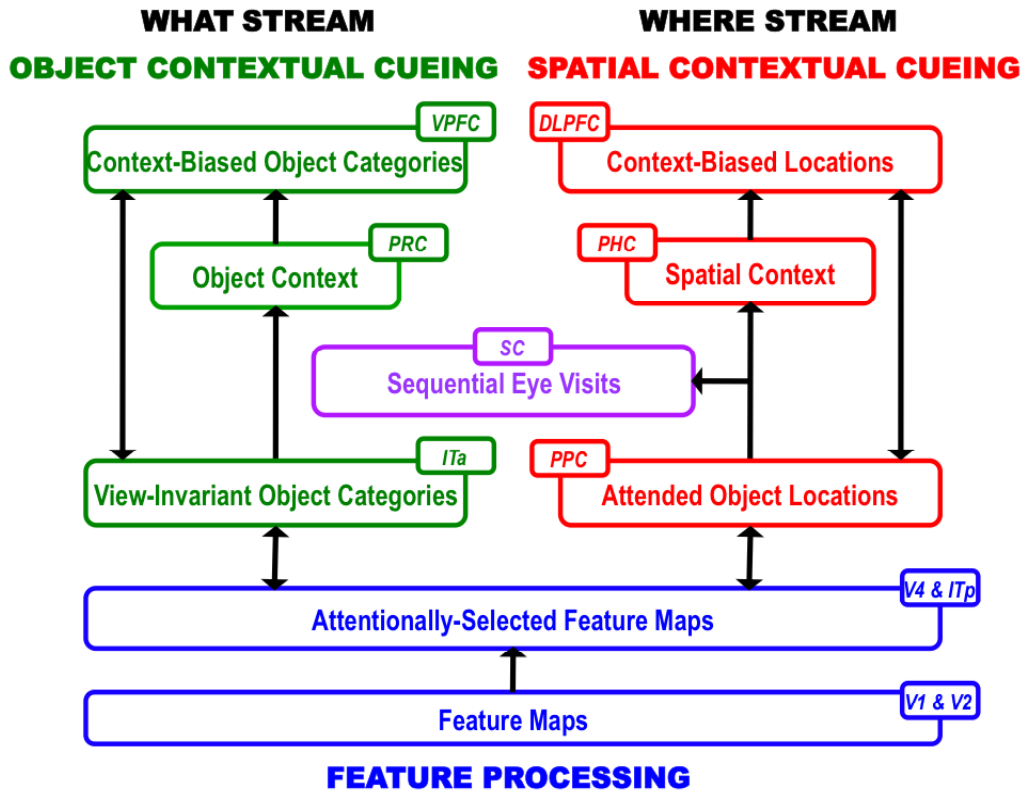 WHAT STREAM
WHERE STREAM
OBJECT CONTEXTUAL CUEING
SPATIAL CONTEXTUAL CUEING
VPFC
Context-Biased Object Categories
DLPFC
Context-Biased Locations
PRC
Object Context
PHC
Spatial Context
SC
Sequential Eye Visits
ITa
View-Invariant Object Categories
PPC
Attended Object Locations
V4 & ITp
Attentionally-Selected Feature Maps
V1 & V2
Feature Maps
FEATURE PROCESSING